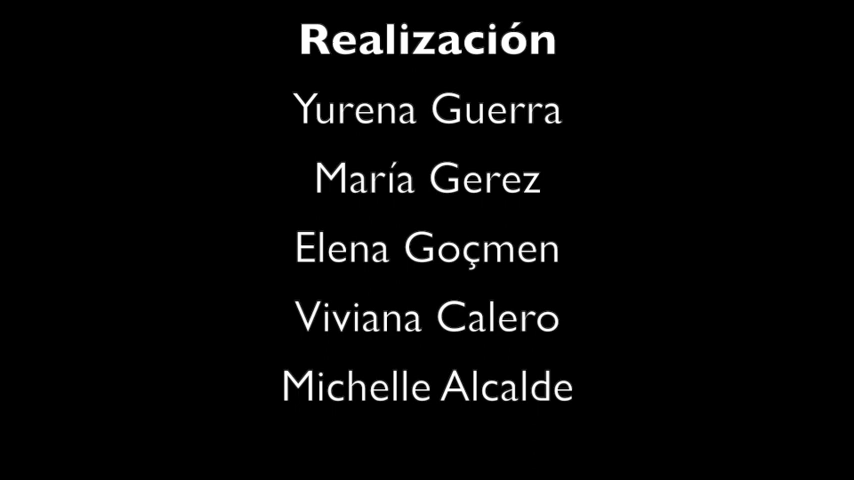 Realización
Yurena Guerra
María Gerez
Elena Goçmen
Viviana Calero
Michelle Alcalde